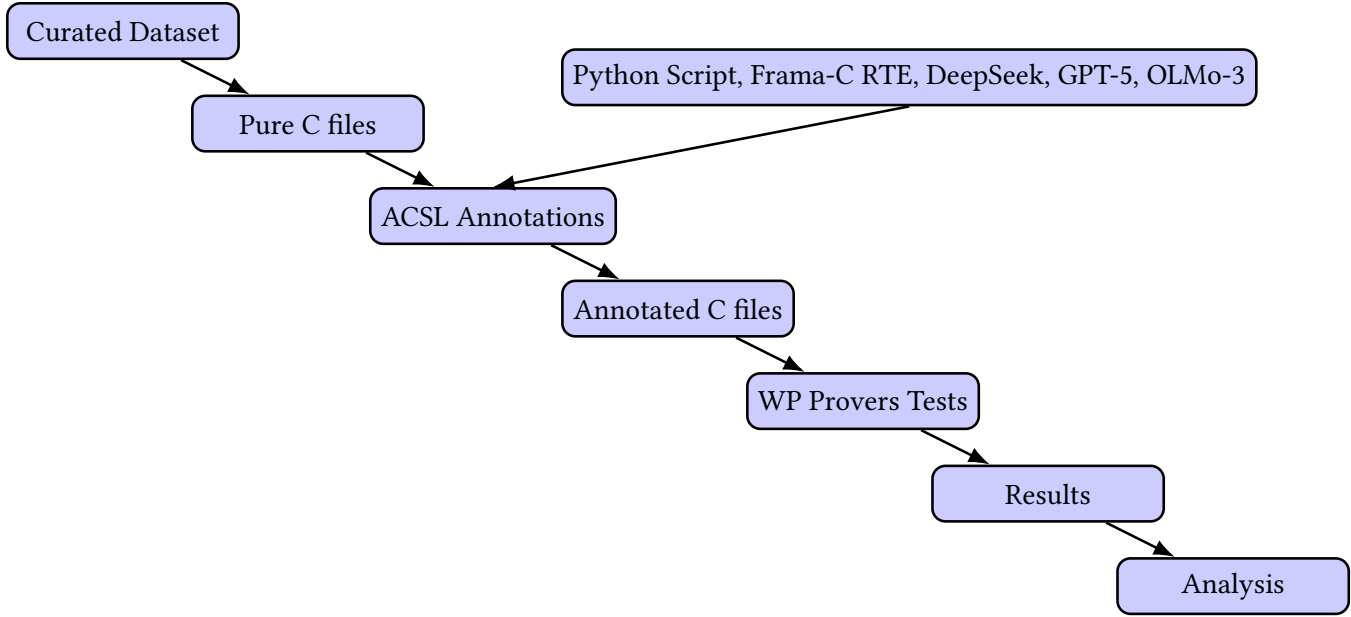 Curated Dataset
Python Script, Frama-C RTE, DeepSeek, GPT-5, OLMo-3
Pure C files
ACSL Annotations
Annotated C files
WP Provers Tests
Results
Analysis